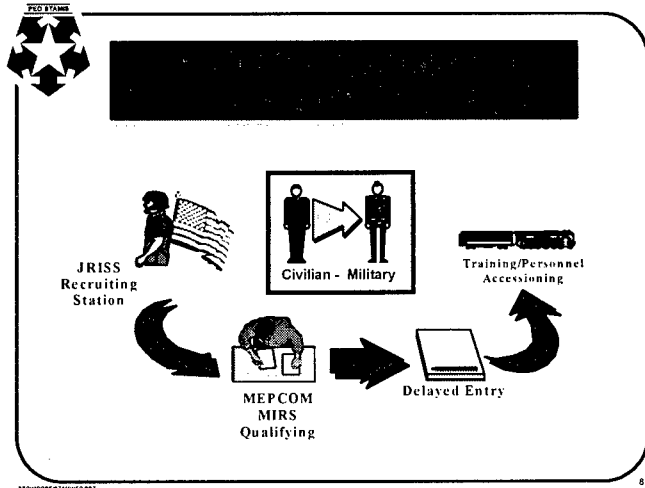 PEO STAMIS
Civilian - Military
JRISS
Recruiting
Station
Training/Personnel
Accessioning
MEPCOM
MIRS
Qualifying
Delayed Entry
8